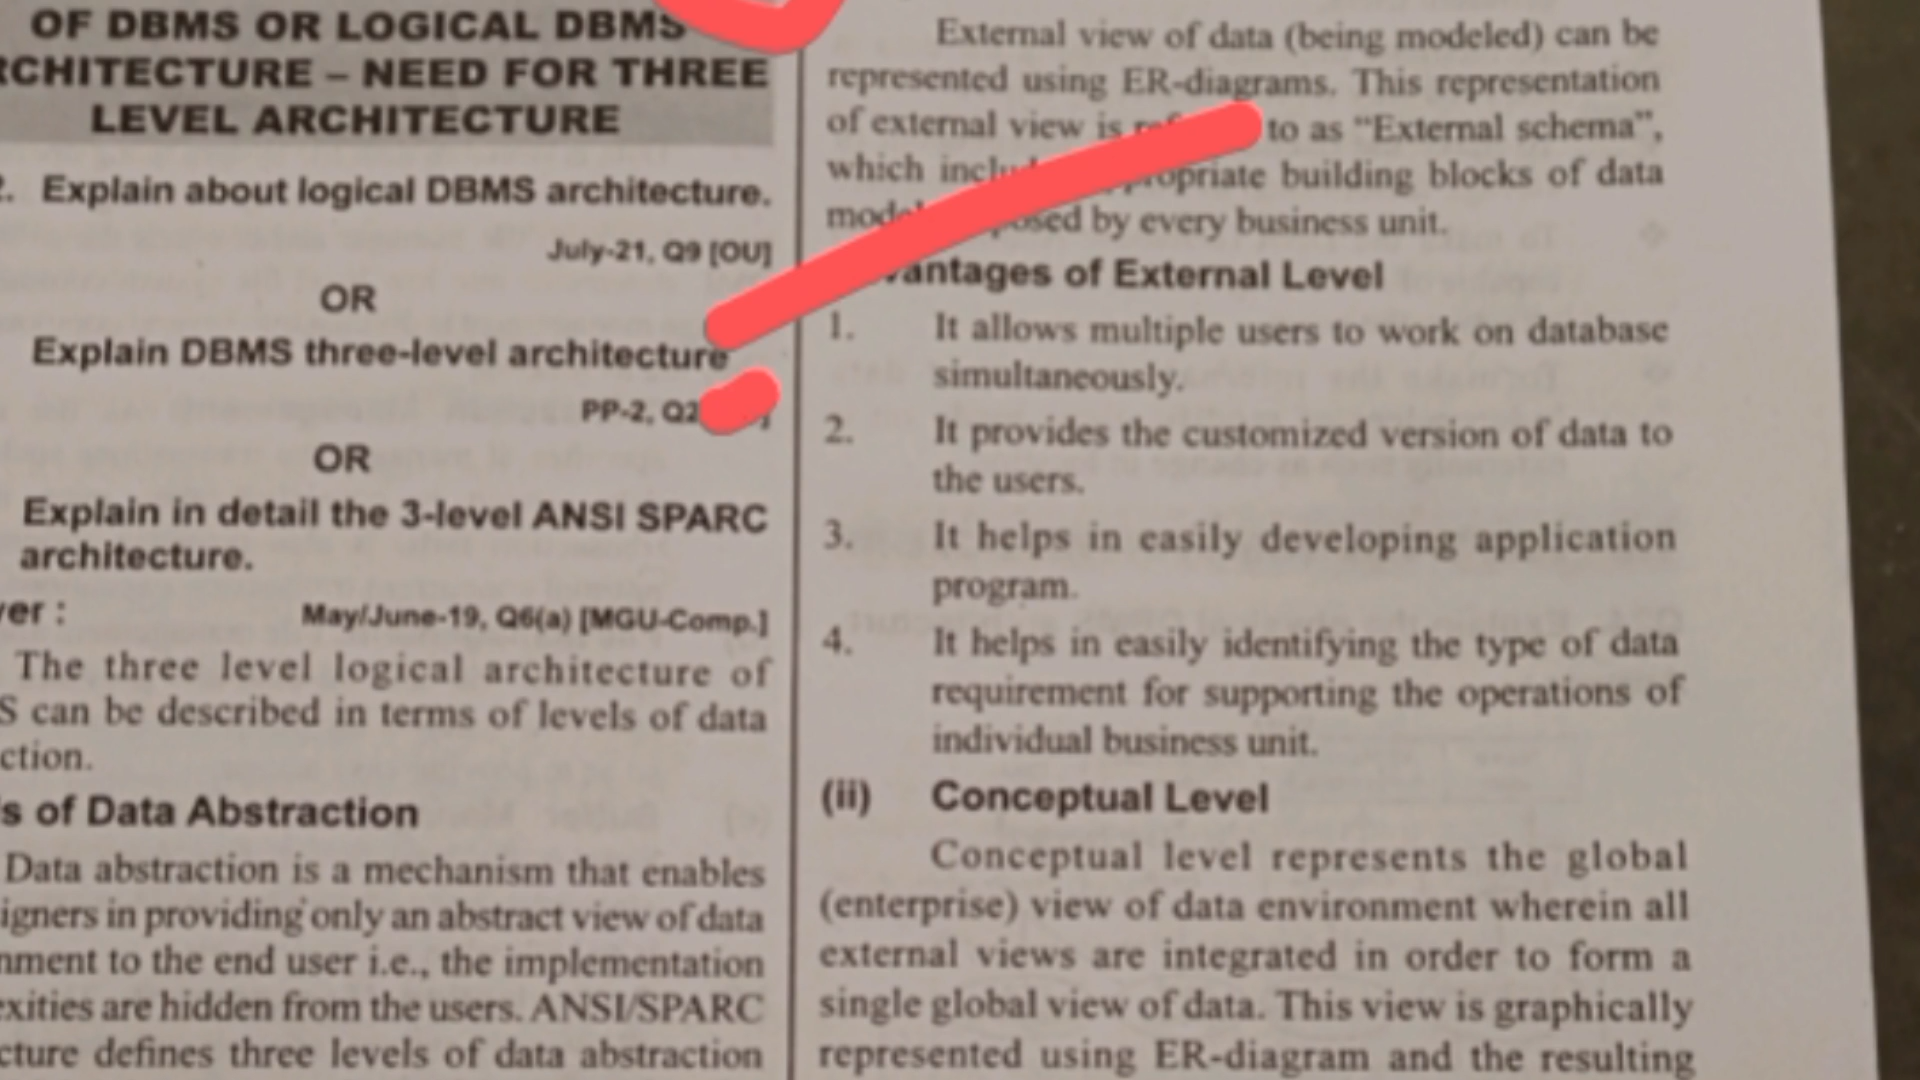 OF DBMS OR LOGICAL DBMS
RCHITECTURE – NEED FOR THREE
LEVEL ARCHITECTURE
2. Explain about logical DBMS architecture.
July-21, Q9 [OU]
OR
Explain DBMS three-level architecture
PP-2, Q2
OR
Explain in detail the 3-level ANSI SPARC
architecture.
ver : May/June-19, Q6(a) [MGU-Comp.]
The three level logical architecture of
S can be described in terms of levels of data
ction.
s of Data Abstraction
Data abstraction is a mechanism that enables
igners in providing only an abstract view of data
nment to the end user i.e., the implementation
exities are hidden from the users. ANSI/SPARC
cture defines three levels of data abstraction
External view of data (being modeled) can be
represented using ER-diagrams. This representation
of external view is to as “External schema”,
which building blocks of data
by every business unit.
vantages of External Level
1. It allows multiple users to work on database
simultaneously.
2. It provides the customized version of data to
the users.
3. It helps in easily developing application
program.
4. It helps in easily identifying the type of data
requirement for supporting the operations of
individual business unit.
(ii) Conceptual Level
Conceptual level represents the global
(enterprise) view of data environment wherein all
external views are integrated in order to form a
single global view of data. This view is graphically
represented using ER-diagram and the resulting